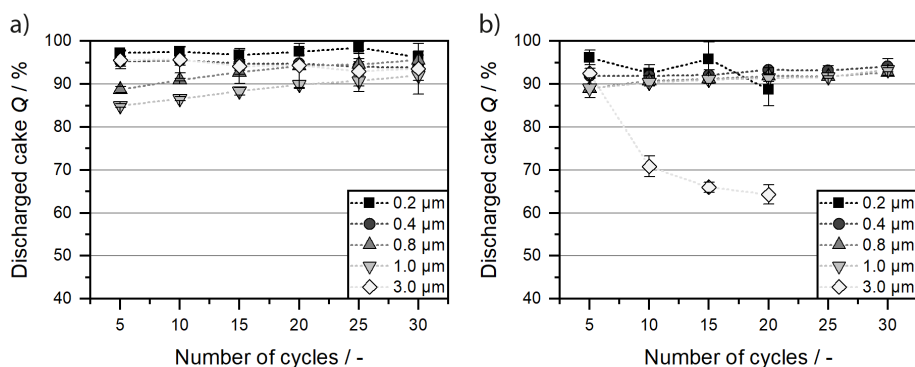 a)
Discharged cake Q / %
100
90
80
70
60
50
40
0.2 µm
0.4 µm
0.8 µm
1.0 µm
3.0 µm
5 10 15 20 25 30
Number of cycles / -
b)
Discharged cake Q / %
100
90
80
70
60
50
40
0.2 µm
0.4 µm
0.8 µm
1.0 µm
3.0 µm
5 10 15 20 25 30
Number of cycles / -